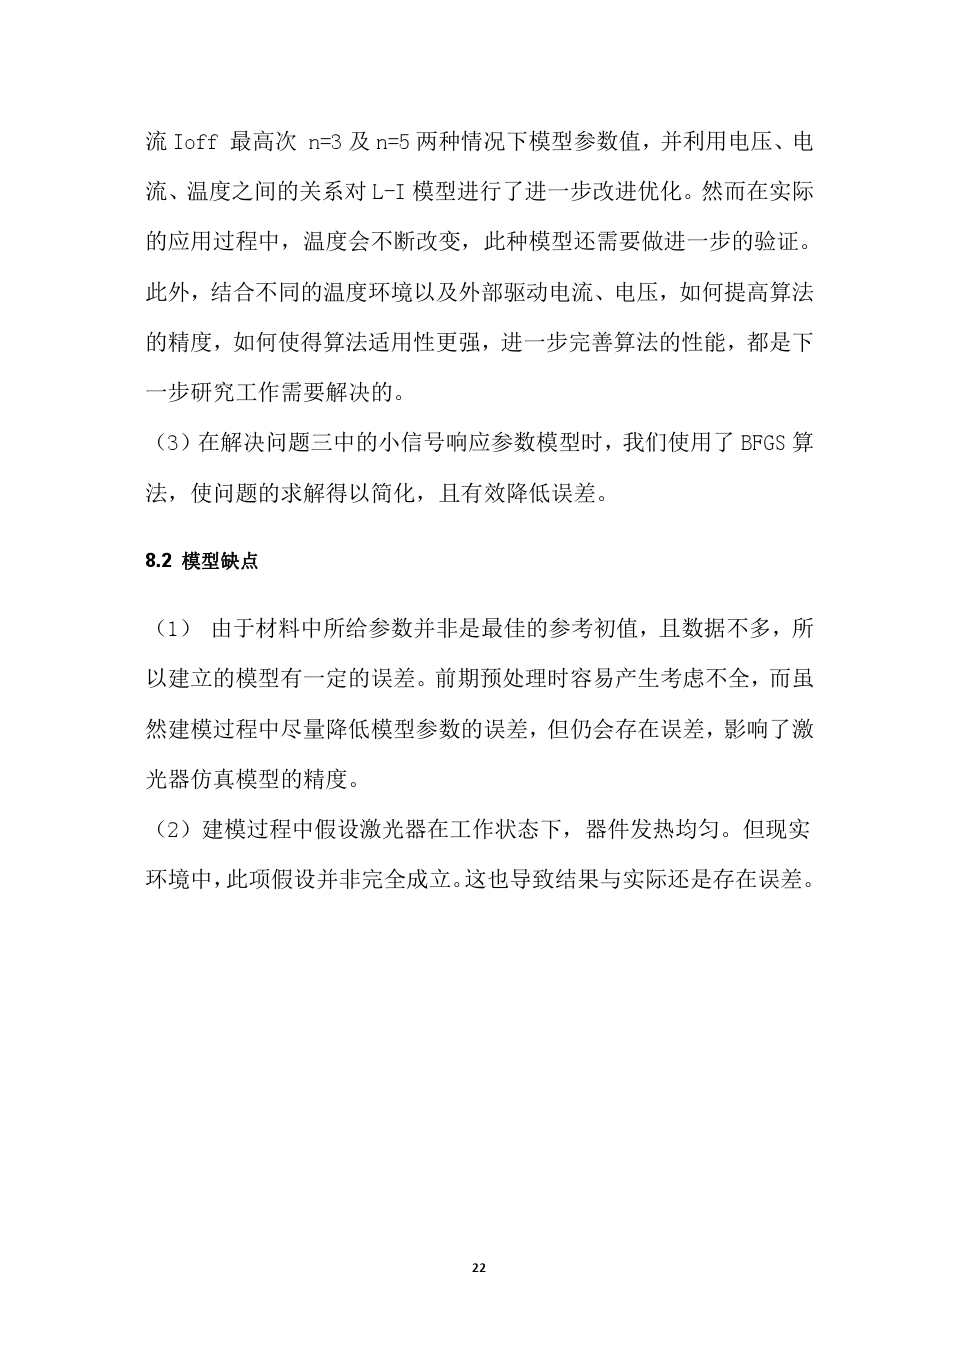 流 Ioff 最高次 n=3 及 n=5 两种情况下模型参数值，并利用电压、电
流、温度之间的关系对 L-I 模型进行了进一步改进优化。然而在实际
的应用过程中，温度会不断改变，此种模型还需要做进一步的验证。
此外，结合不同的温度环境以及外部驱动电流、电压，如何提高算法
的精度，如何使得算法适用性更强，进一步完善算法的性能，都是下
一步研究工作需要解决的。
（3）在解决问题三中的小信号响应参数模型时，我们使用了 BFGS 算
法，使问题的求解得以简化，且有效降低误差。
8.2 模型缺点
（1） 由于材料中所给参数并非是最佳的参考初值，且数据不多，所
以建立的模型有一定的误差。前期预处理时容易产生考虑不全，而虽
然建模过程中尽量降低模型参数的误差，但仍会存在误差，影响了激
光器仿真模型的精度。
（2）建模过程中假设激光器在工作状态下，器件发热均匀。但现实
环境中，此项假设并非完全成立。这也导致结果与实际还是存在误差。
22